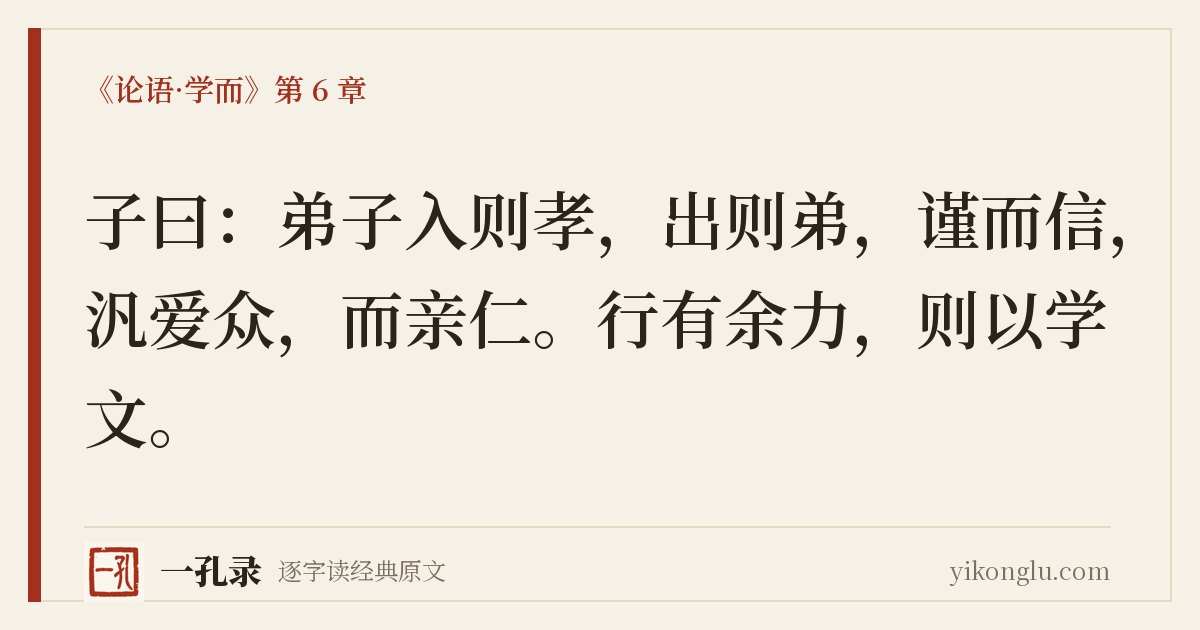 《论语·学而》第 6 章
子曰：弟子入则孝，出则弟，谨而信，
汎爱众，而亲仁。行有余力，则以学
文。
一孔 一孔录 逐字读经典原文 yikonglu.com